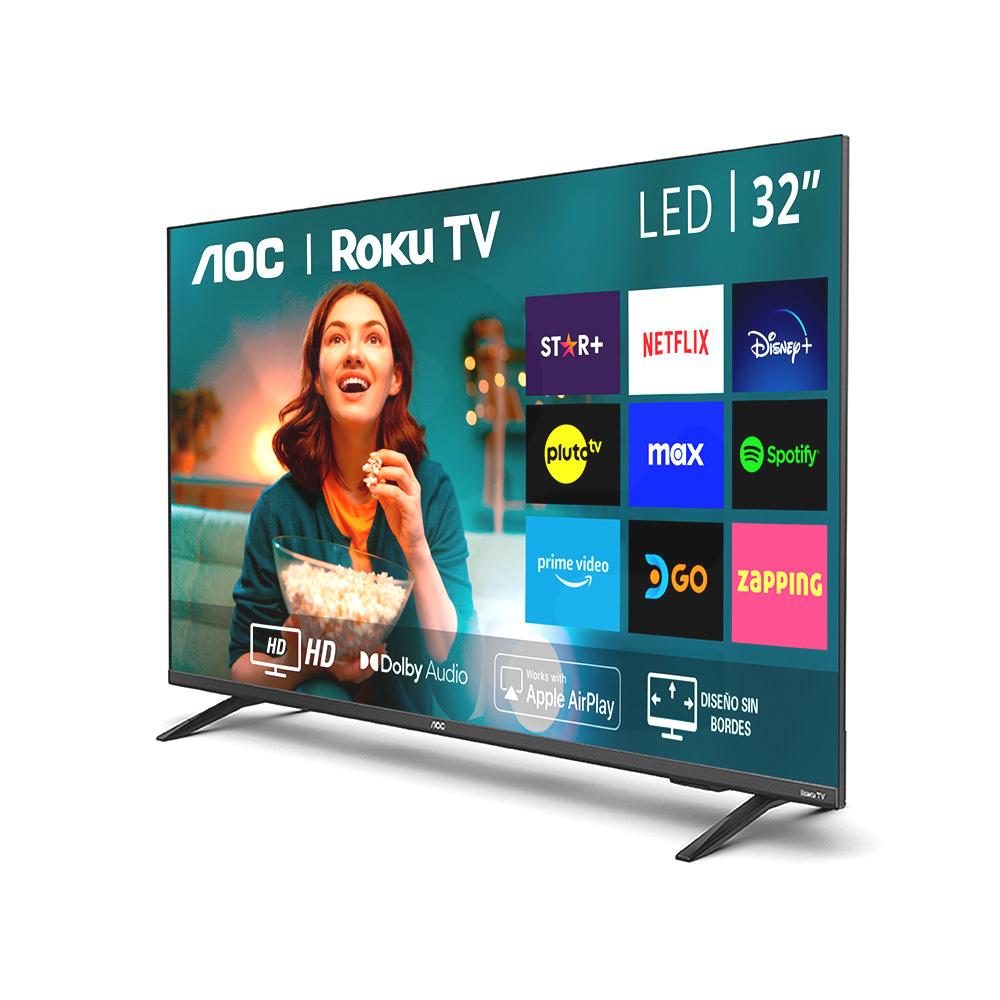 AOC | ROKU TV
LED | 32"
ST★R+
NETFLIX
Disney+
pluto tv
max
Spotify
prime video
DGO
zapping
HD HD
Dolby Audio
Works with
Apple AirPlay
DISEÑO SIN
BORDES
AOC
Roku TV